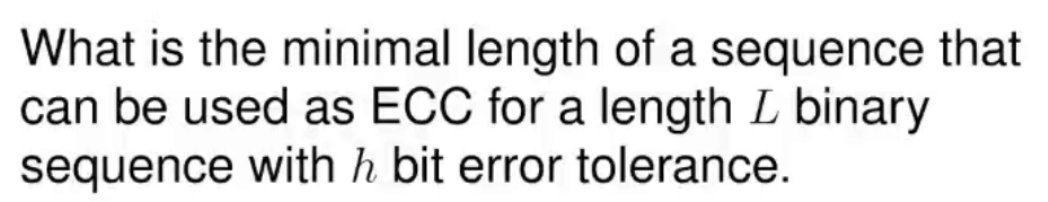 What is the minimal length of a sequence that
can be used as ECC for a length L binary
sequence with h bit error tolerance.